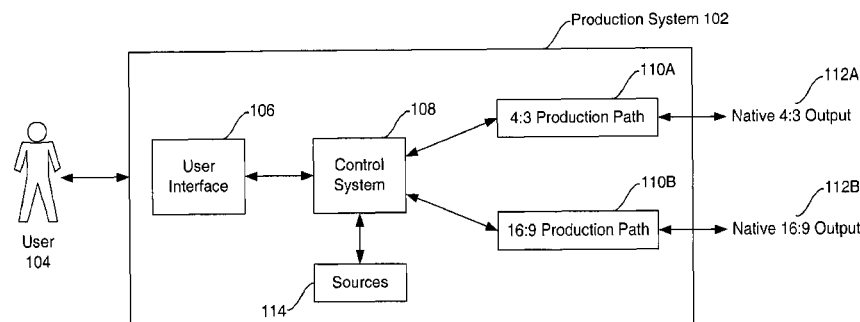 Production System 102
110A
112A
106
108
4:3 Production Path
Native 4:3 Output
User
Interface
Control
System
110B
112B
16:9 Production Path
Native 16:9 Output
User
104
Sources
114